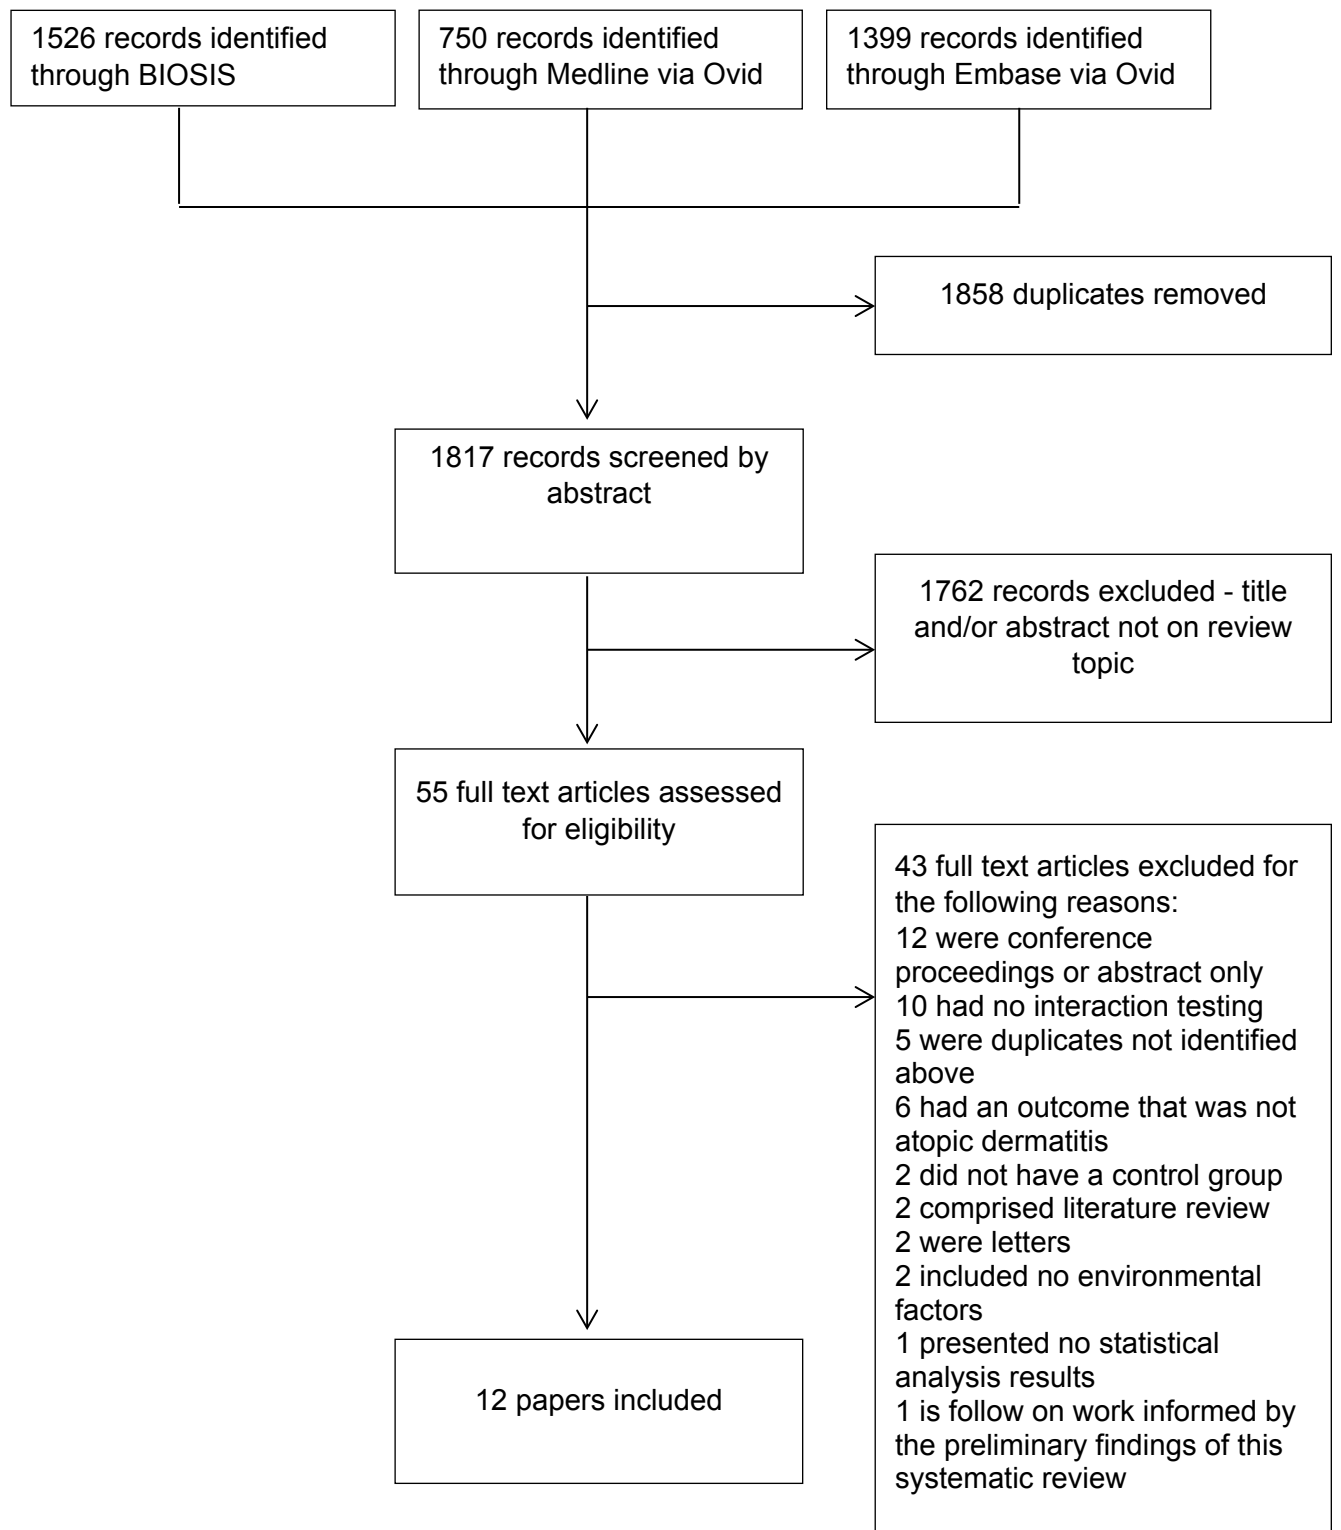 1526 records identified
through BIOSIS
750 records identified
through Medline via Ovid
1399 records identified
through Embase via Ovid
1858 duplicates removed
1817 records screened by
abstract
1762 records excluded - title
and/or abstract not on review
topic
55 full text articles assessed
for eligibility
43 full text articles excluded for
the following reasons:
12 were conference
proceedings or abstract only
10 had no interaction testing
5 were duplicates not identified
above
6 had an outcome that was not
atopic dermatitis
2 did not have a control group
2 comprised literature review
2 were letters
2 included no environmental
factors
1 presented no statistical
analysis results
1 is follow on work informed by
the preliminary findings of this
systematic review
12 papers included